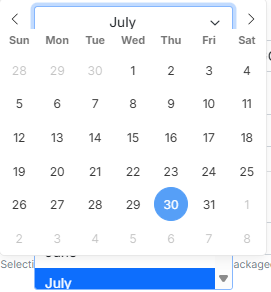 July
Sun Mon Tue Wed Thu Fri Sat
28 29 30 1 2 3 4
5 6 7 8 9 10 11
12 13 14 15 16 17 18
19 20 21 22 23 24 25
26 27 28 29 30 31 1
2 3 4 5 6 7 8
Selecti ackage
July